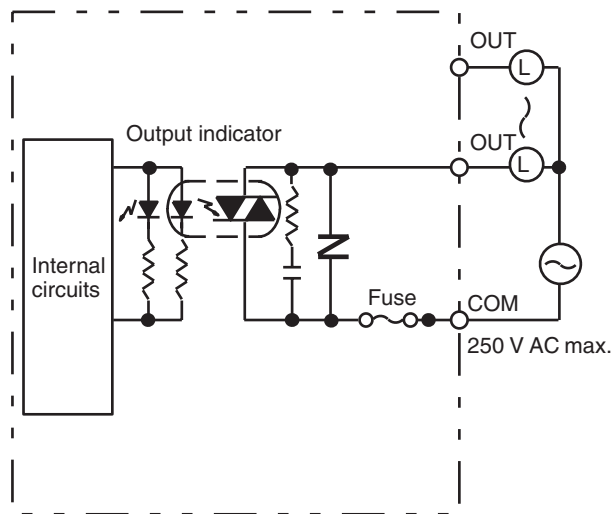 OUT
L
Output indicator
OUT
L
Internal
circuits
Fuse
COM
250 V AC max.